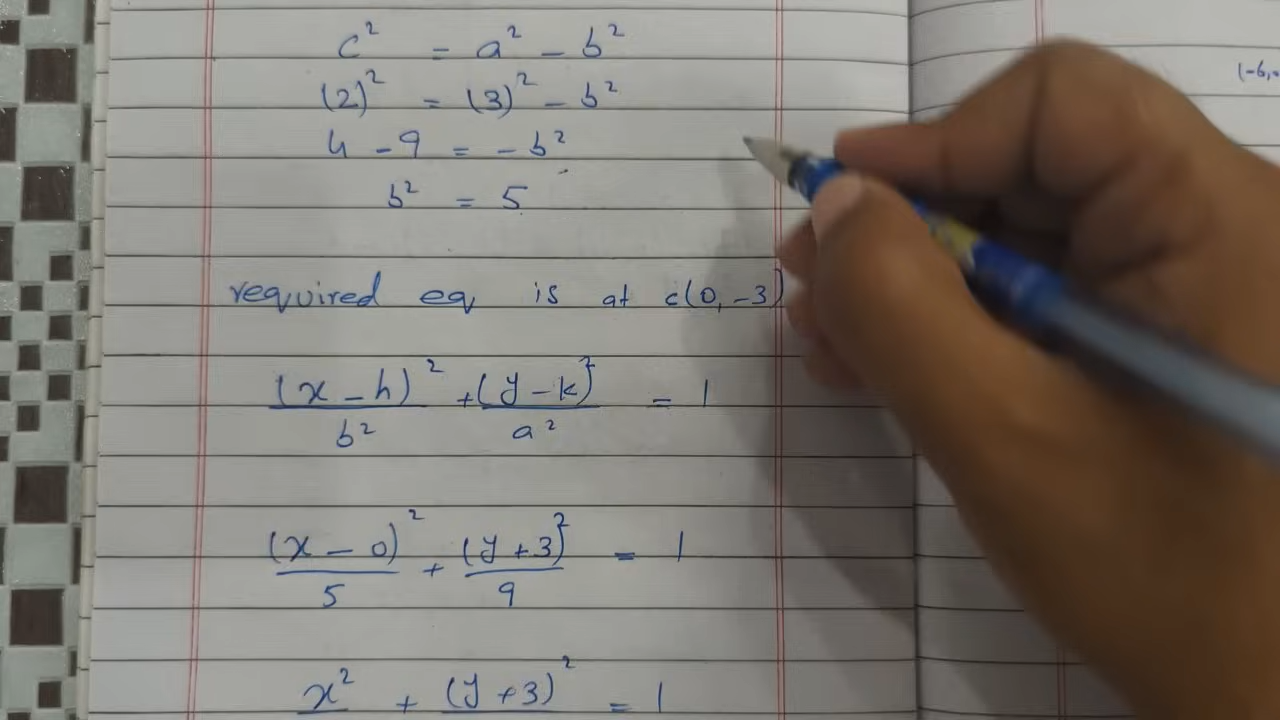 c² = a² - b²
(2)² = (3)² - b²
4 - 9 = - b²
b² = 5
required eq is at c(0, -3)
(x - h)² / b² + (y - k)² / a² = 1
(x - 0)² / 5 + (y + 3)² / 9 = 1
x² + (y + 3)² = 1